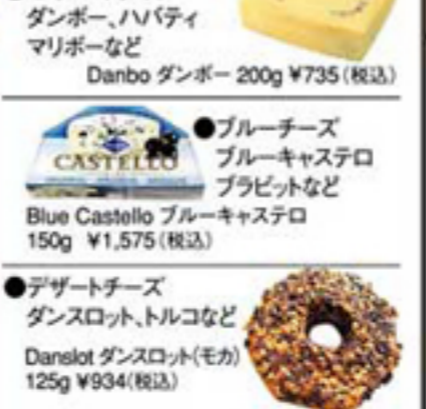 ダンボー、ハバティ
マリボーなど
Danbo ダンボー 200g ¥735(税込)
CASTELLO
●ブルーチーズ
ブルーキャステロ
ブラビットなど
Blue Castello ブルーキャステロ
150g ¥1,575(税込)
●デザートチーズ
ダンスロット、トルコなど
Danslot ダンスロット(モカ)
125g ¥934(税込)